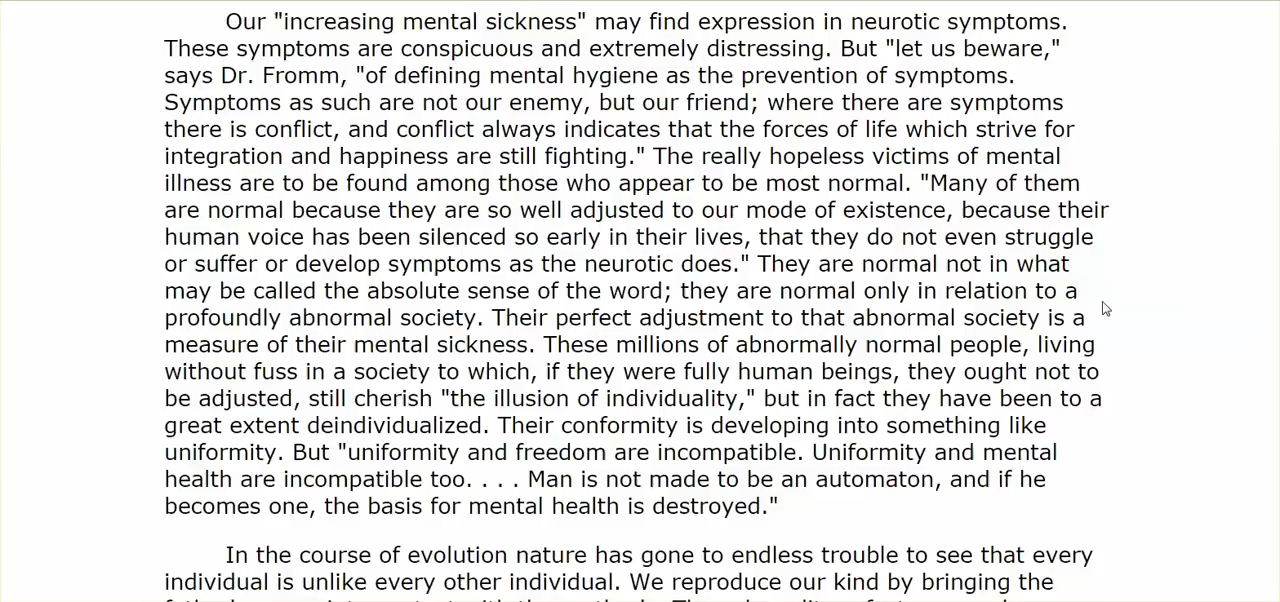 Our "increasing mental sickness" may find expression in neurotic symptoms.
These symptoms are conspicuous and extremely distressing. But "let us beware,"
says Dr. Fromm, "of defining mental hygiene as the prevention of symptoms.
Symptoms as such are not our enemy, but our friend; where there are symptoms
there is conflict, and conflict always indicates that the forces of life which strive for
integration and happiness are still fighting." The really hopeless victims of mental
illness are to be found among those who appear to be most normal. "Many of them
are normal because they are so well adjusted to our mode of existence, because their
human voice has been silenced so early in their lives, that they do not even struggle
or suffer or develop symptoms as the neurotic does." They are normal not in what
may be called the absolute sense of the word; they are normal only in relation to a
profoundly abnormal society. Their perfect adjustment to that abnormal society is a
measure of their mental sickness. These millions of abnormally normal people, living
without fuss in a society to which, if they were fully human beings, they ought not to
be adjusted, still cherish "the illusion of individuality," but in fact they have been to a
great extent deindividualized. Their conformity is developing into something like
uniformity. But "uniformity and freedom are incompatible. Uniformity and mental
health are incompatible too. . . . Man is not made to be an automaton, and if he
becomes one, the basis for mental health is destroyed."
In the course of evolution nature has gone to endless trouble to see that every
individual is unlike every other individual. We reproduce our kind by bringing the